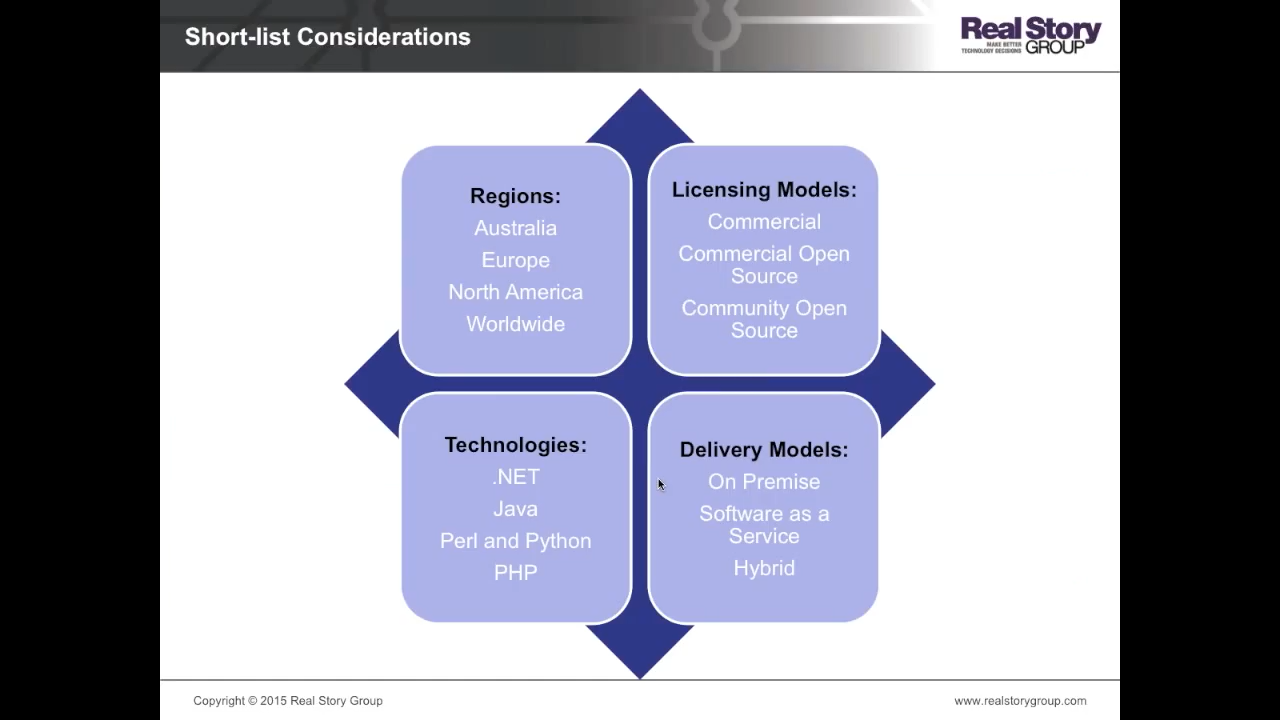 Short-list Considerations
Real Story
MAKE BETTER
TECHNOLOGY DECISIONS
GROUP
Regions:
Australia
Europe
North America
Worldwide
Licensing Models:
Commercial
Commercial Open
Source
Community Open
Source
Technologies:
.NET
Java
Perl and Python
PHP
Delivery Models:
On Premise
Software as a
Service
Hybrid
Copyright © 2015 Real Story Group
www.realstorygroup.com